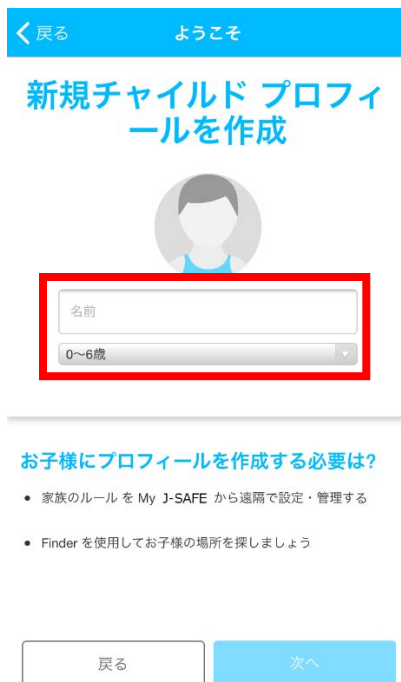 戻る ようこそ
新規チャイルド プロフィ
ールを作成
名前
0〜6歳
お子様にプロフィールを作成する必要は?
• 家族のルール を My J-SAFE から遠隔で設定・管理する
• Finder を使用してお子様の場所を探しましょう
戻る 次へ